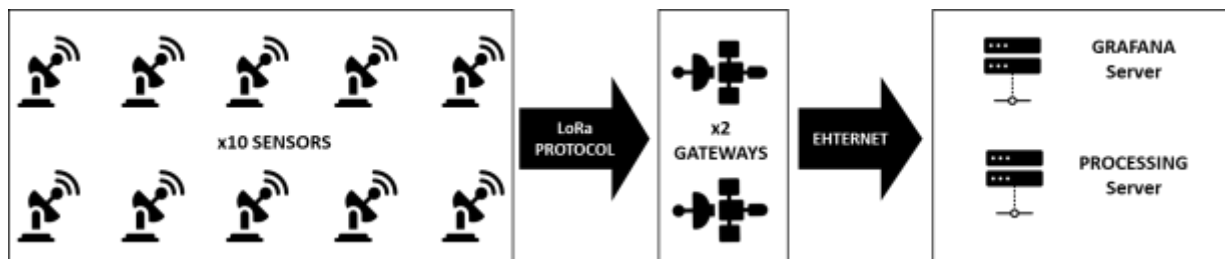 x10 SENSORS
LoRa
PROTOCOL
x2
GATEWAYS
EHTERNET
GRAFANA
Server
PROCESSING
Server